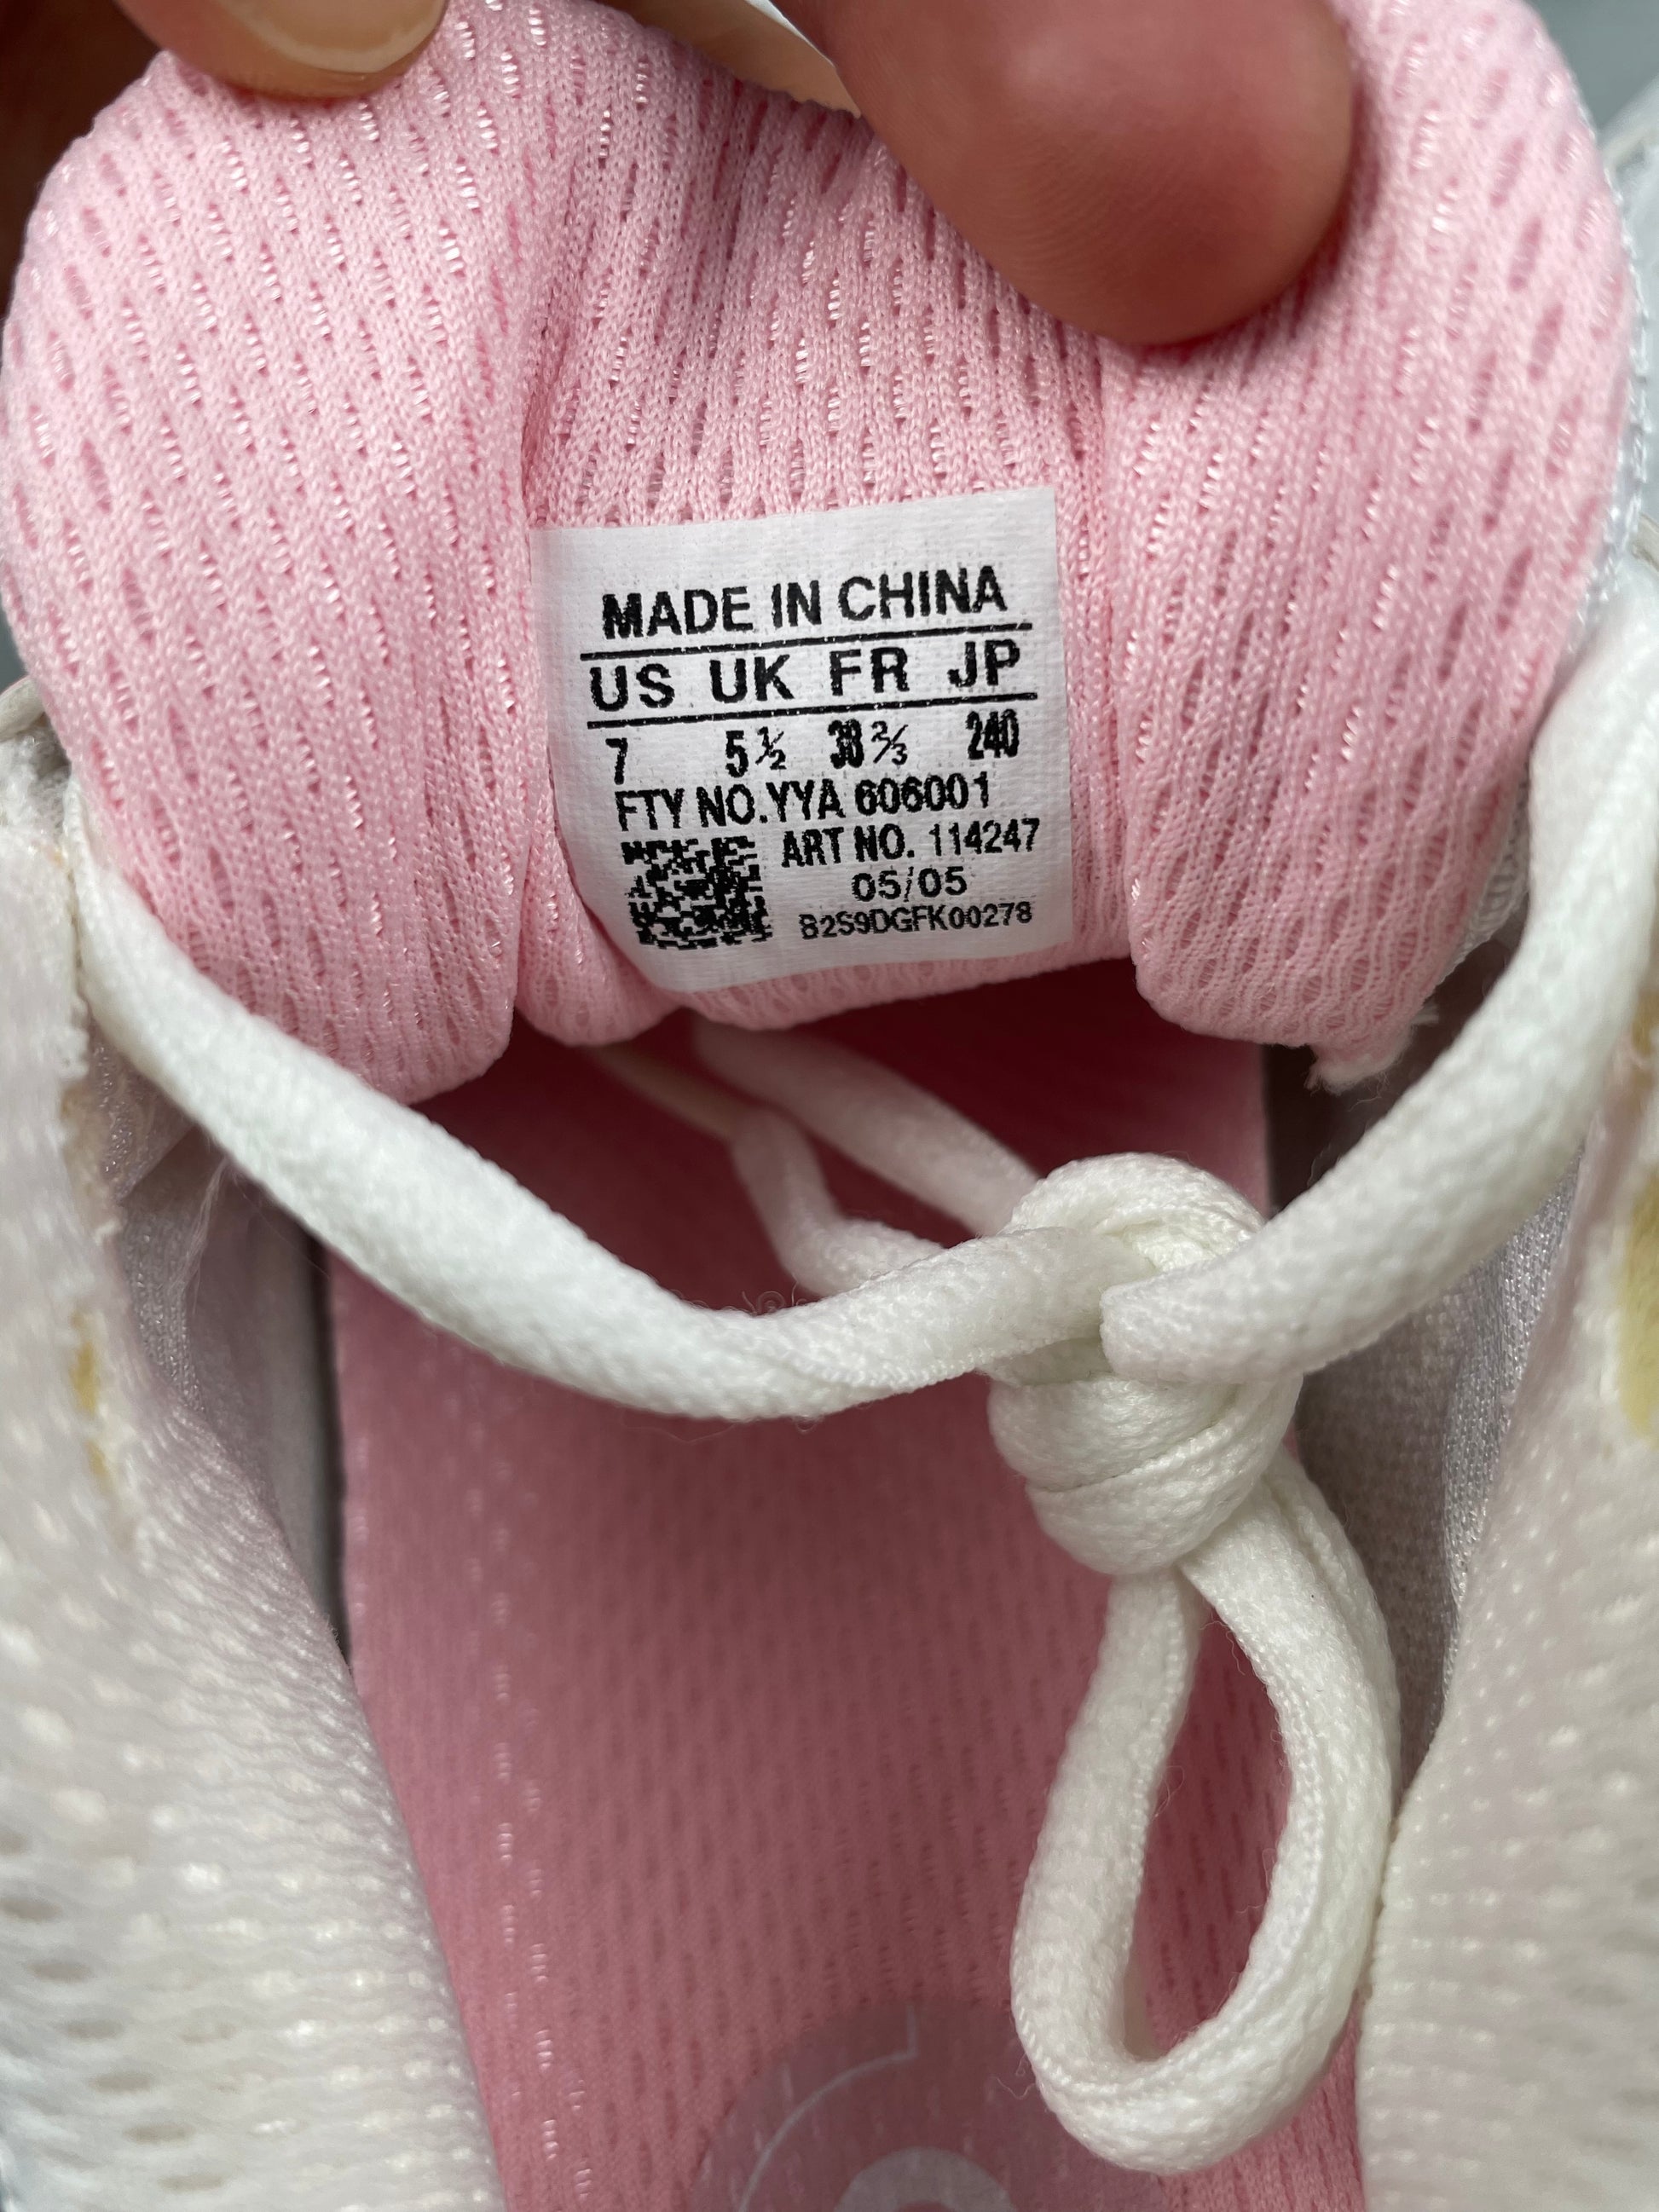 MADE IN CHINA
US UK FR JP
7 5½ 38⅔ 240
FTY NO.YYA 606001
ART NO. 114247
05/05
B2S9DGFK00278